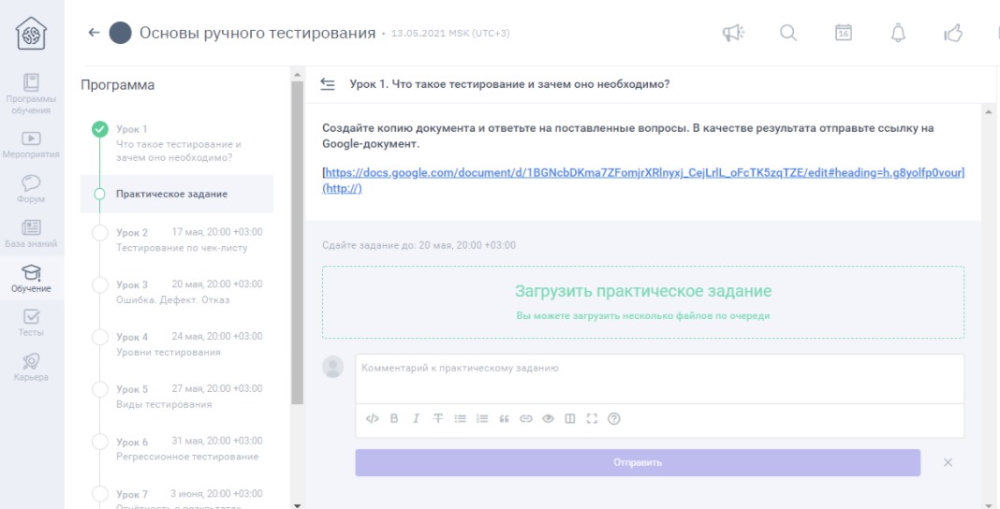 Основы ручного тестирования • 13.05.2021 MSK (UTC+3)
16
Программы
обучения
Мероприятия
Форум
База знаний
Обучение
Тесты
Карьера
Программа
Урок 1
Что такое тестирование и
зачем оно необходимо?
Практическое задание
Урок 2 17 мая, 20:00 +03:00
Тестирование по чек-листу
Урок 3 20 мая, 20:00 +03:00
Ошибка. Дефект. Отказ
Урок 4 24 мая, 20:00 +03:00
Уровни тестирования
Урок 5 27 мая, 20:00 +03:00
Виды тестирования
Урок 6 31 мая, 20:00 +03:00
Регрессионное тестирование
Урок 7 3 июня, 20:00 +03:00
Отчётность о результатах
Урок 1. Что такое тестирование и зачем оно необходимо?
Создайте копию документа и ответьте на поставленные вопросы. В качестве результата отправьте ссылку на
Google-документ.
[https://docs.google.com/document/d/1BGNcbDKma7ZFomjrXRlnyxj_CejLrlL_oFcTK5zqTZE/edit#heading=h.g8yolfp0vour]
(http://)
Сдайте задание до: 20 мая, 20:00 +03:00
Загрузить практическое задание
Вы можете загрузить несколько файлов по очереди
Комментарий к практическому заданию
Отправить